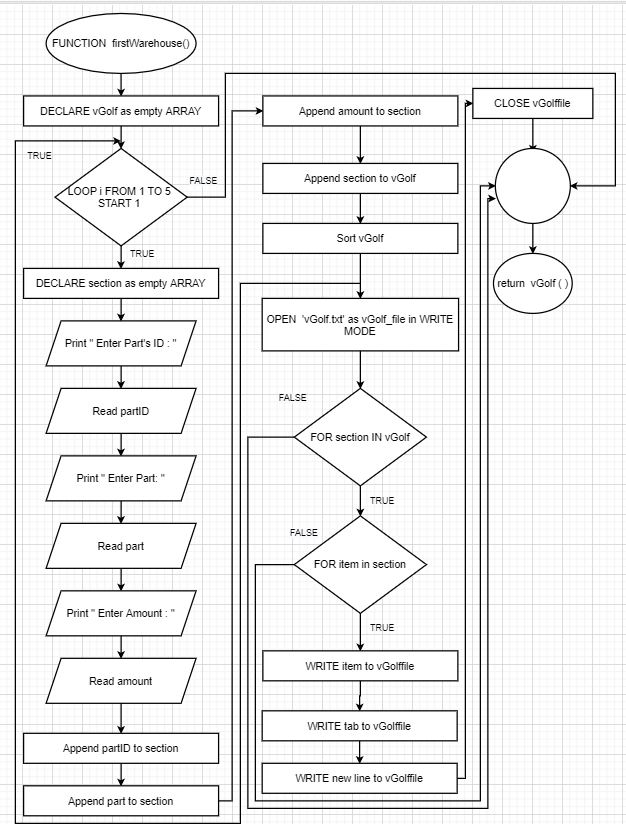 FUNCTION firstWarehouse()
DECLARE vGolf as empty ARRAY
TRUE
LOOP i FROM 1 TO 5
START 1
FALSE
TRUE
DECLARE section as empty ARRAY
Print " Enter Part's ID : "
Read partID
Print " Enter Part: "
Read part
Print " Enter Amount : "
Read amount
Append partID to section
Append part to section
Append amount to section
Append section to vGolf
Sort vGolf
OPEN 'vGolf.txt' as vGolf_file in WRITE
MODE
FALSE
FOR section IN vGolf
TRUE
FALSE
FOR item in section
TRUE
WRITE item to vGolffile
WRITE tab to vGolffile
WRITE new line to vGolffile
CLOSE vGolffile
return vGolf ( )